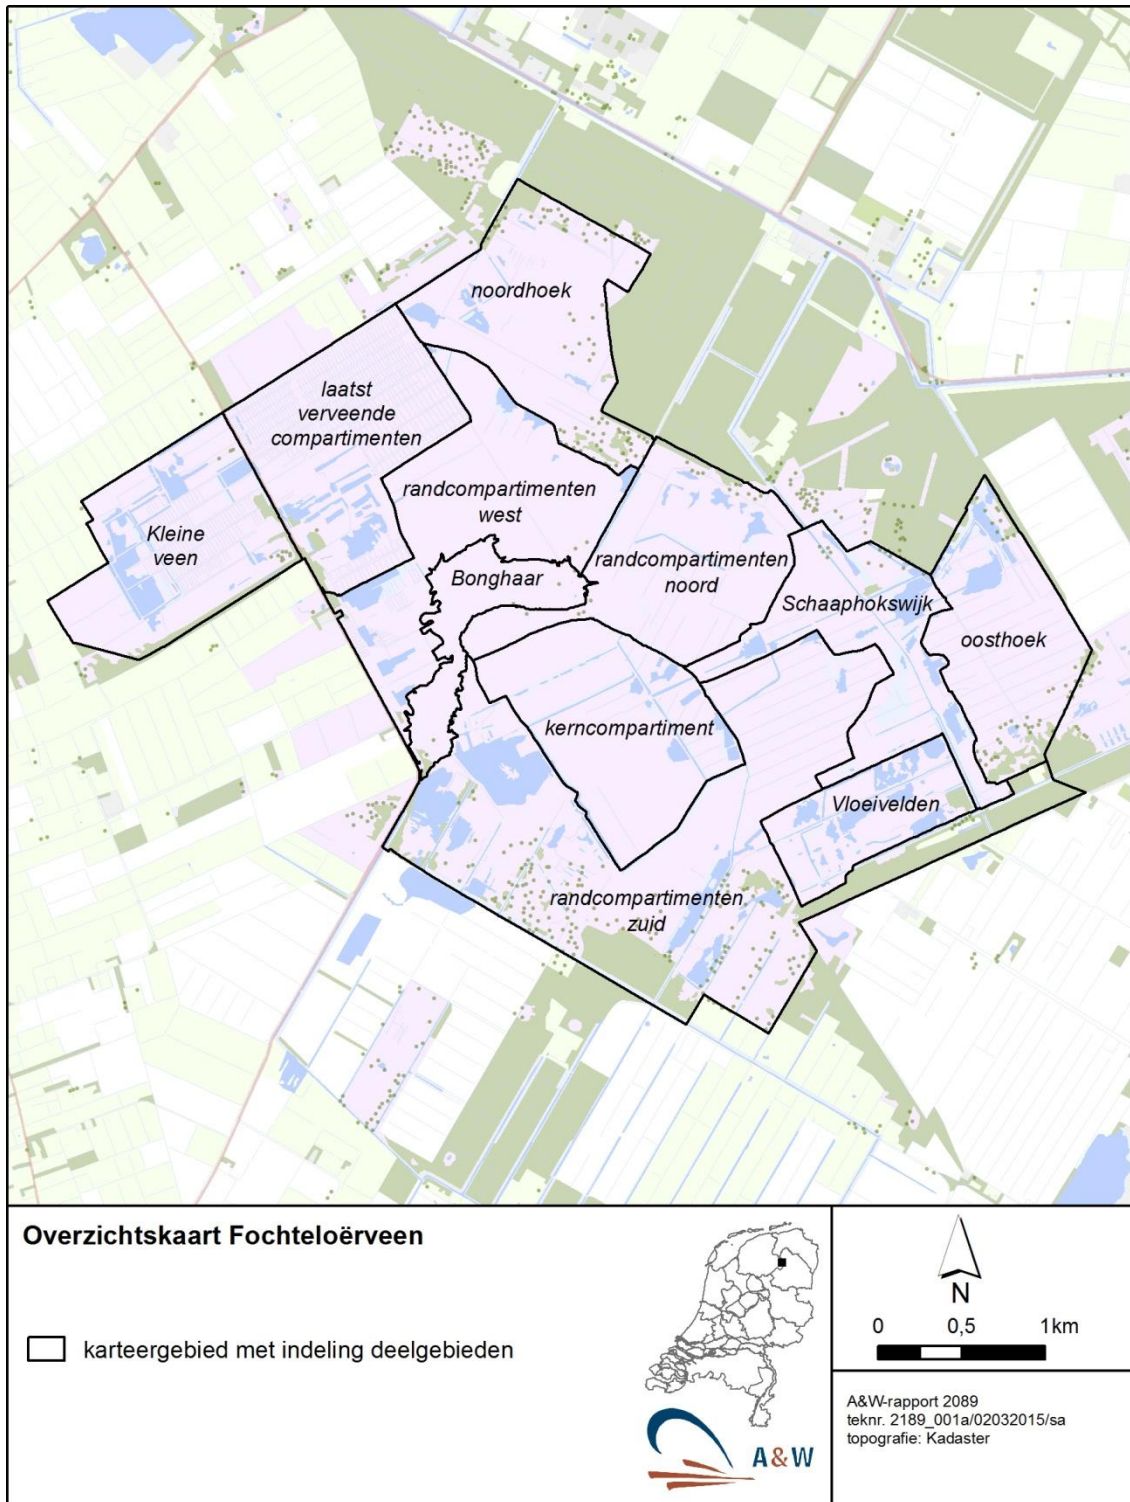 noordhoek
laatst
verveende
compartimenten
randcompartimenten
west
Kleine
veen
Bonghaar
randcompartimenten
noord
Schaaphokswijk
oosthoek
kerncompartiment
Vloeivelden
randcompartimenten
zuid
Overzichtskaart Fochteloërveen
karteergebied met indeling deelgebieden
A&W
N
0 0,5 1km
A&W-rapport 2089
teknr. 2189_001a/02032015/sa
topografie: Kadaster